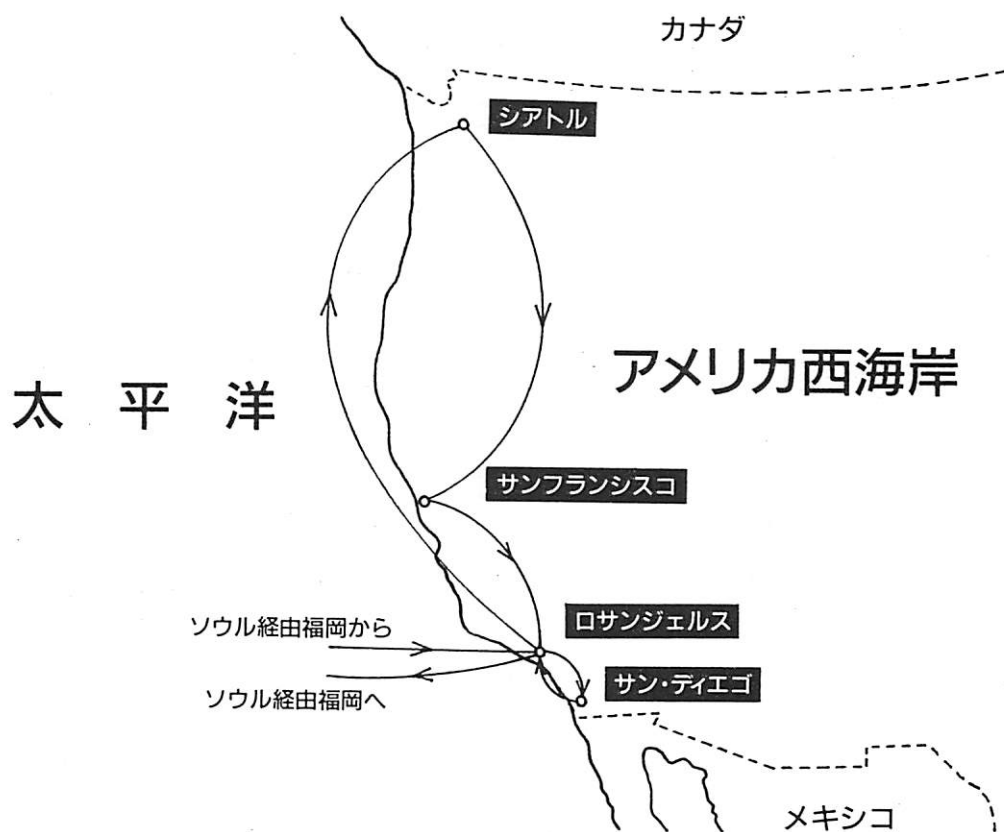 カナダ
シアトル
アメリカ西海岸
太平洋
サンフランシスコ
ロサンジェルス
ソウル経由福岡から
サン・ディエゴ
ソウル経由福岡へ
メキシコ